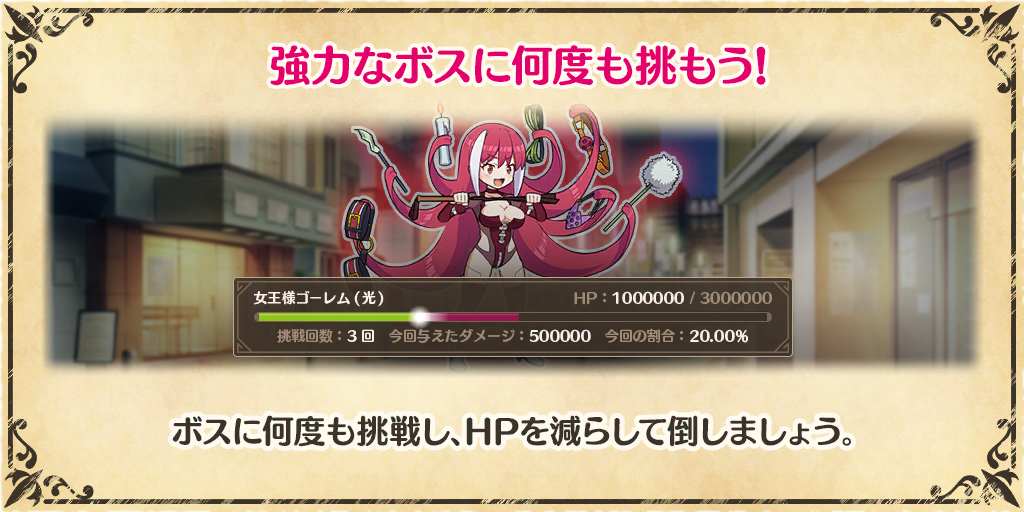 強力なボスに何度も挑もう!
女王様ゴーレム(光) HP:1000000 / 3000000
挑戦回数:3回 今回与えたダメージ:500000 今回の割合:20.00%
ボスに何度も挑戦し、HPを減らして倒しましょう。